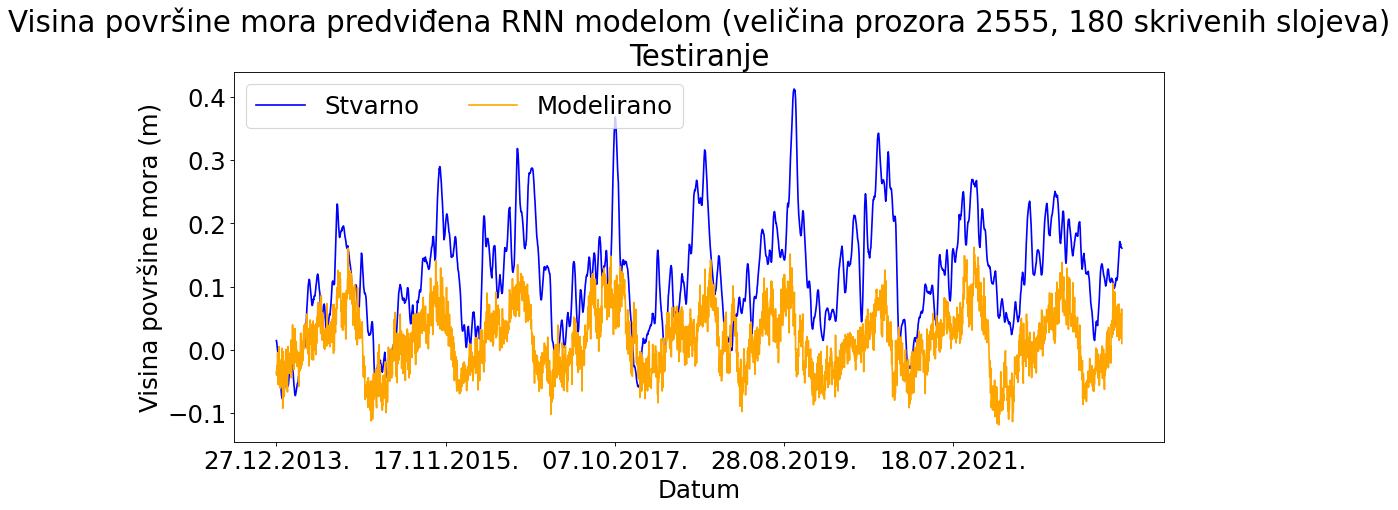 Visina površine mora predviđena RNN modelom (veličina prozora 2555, 180 skrivenih slojeva)
Testiranje
Stvarno
Modelirano
Visina površine mora (m)
0.4
0.3
0.2
0.1
0.0
−0.1
27.12.2013.
17.11.2015.
07.10.2017.
28.08.2019.
18.07.2021.
Datum